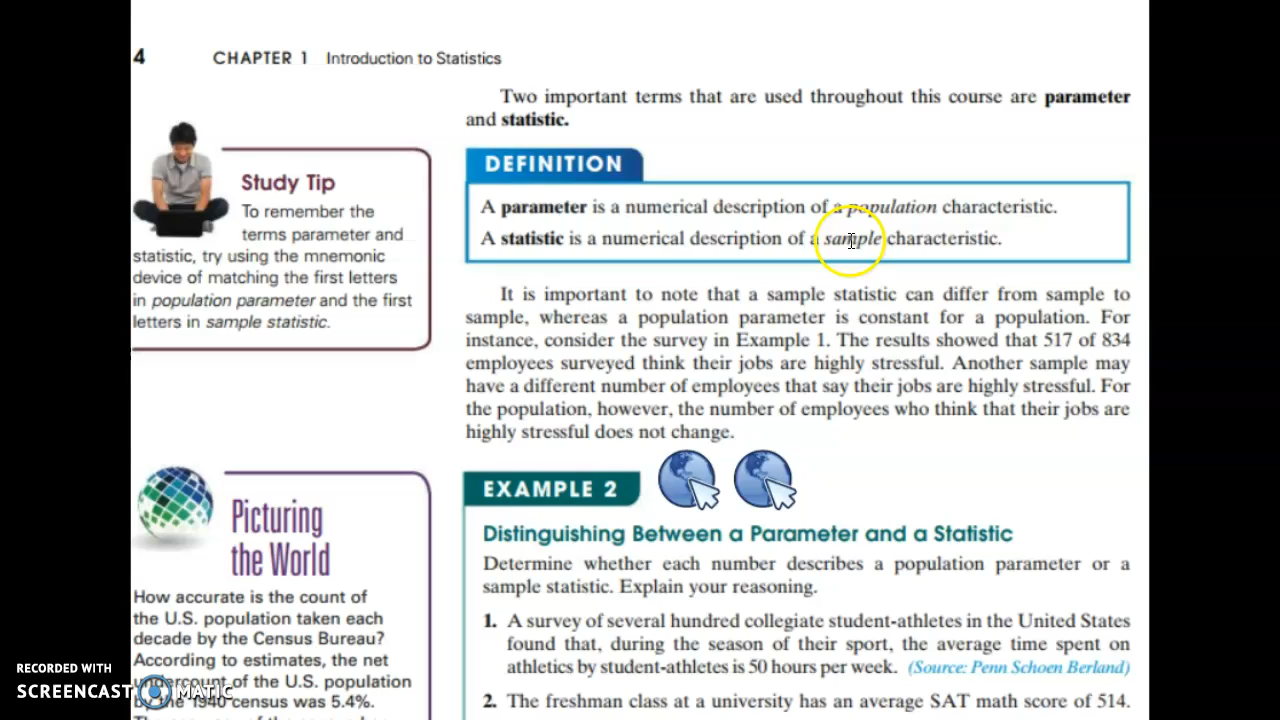 4 CHAPTER 1 Introduction to Statistics
Two important terms that are used throughout this course are parameter
and statistic.
DEFINITION
A parameter is a numerical description of a population characteristic.
A statistic is a numerical description of a sample characteristic.
Study Tip
To remember the
terms parameter and
statistic, try using the mnemonic
device of matching the first letters
in population parameter and the first
letters in sample statistic.
It is important to note that a sample statistic can differ from sample to
sample, whereas a population parameter is constant for a population. For
instance, consider the survey in Example 1. The results showed that 517 of 834
employees surveyed think their jobs are highly stressful. Another sample may
have a different number of employees that say their jobs are highly stressful. For
the population, however, the number of employees who think that their jobs are
highly stressful does not change.
EXAMPLE 2
Distinguishing Between a Parameter and a Statistic
Determine whether each number describes a population parameter or a
sample statistic. Explain your reasoning.
1. A survey of several hundred collegiate student-athletes in the United States
found that, during the season of their sport, the average time spent on
athletics by student-athletes is 50 hours per week. (Source: Penn Schoen Berland)
2. The freshman class at a university has an average SAT math score of 514.
Picturing
the World
How accurate is the count of
the U.S. population taken each
decade by the Census Bureau?
According to estimates, the net
undercount of the U.S. population
by the 1940 census was 5.4%.
RECORDED WITH
SCREENCAST MATIC